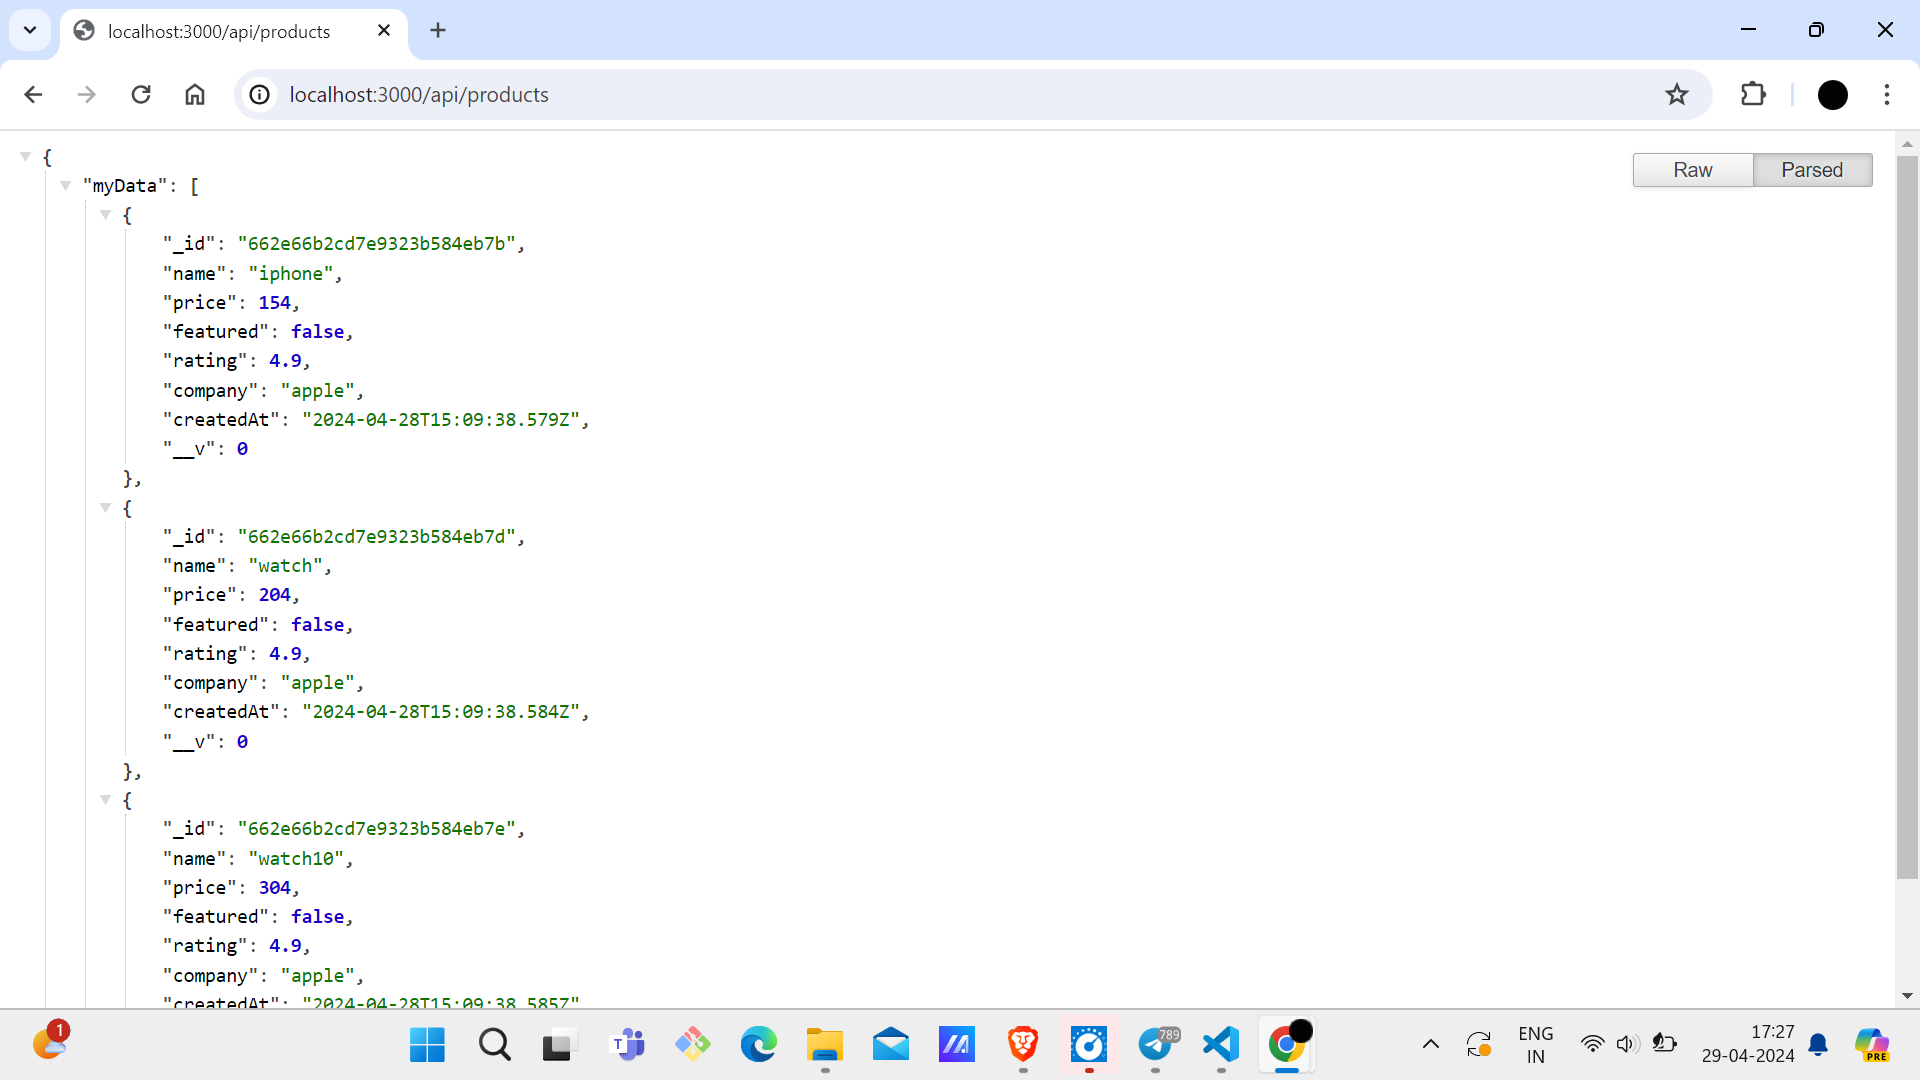 localhost:3000/api/products
localhost:3000/api/products
Raw Parsed
{
"myData": [
{
"_id": "662e66b2cd7e9323b584eb7b",
"name": "iphone",
"price": 154,
"featured": false,
"rating": 4.9,
"company": "apple",
"createdAt": "2024-04-28T15:09:38.579Z",
"__v": 0
},
{
"_id": "662e66b2cd7e9323b584eb7d",
"name": "watch",
"price": 204,
"featured": false,
"rating": 4.9,
"company": "apple",
"createdAt": "2024-04-28T15:09:38.584Z",
"__v": 0
},
{
"_id": "662e66b2cd7e9323b584eb7e",
"name": "watch10",
"price": 304,
"featured": false,
"rating": 4.9,
"company": "apple",
"createdAt": "2024-04-28T15:09:38.585Z"
1
T
789
ENG
IN
17:27
29-04-2024
PRE